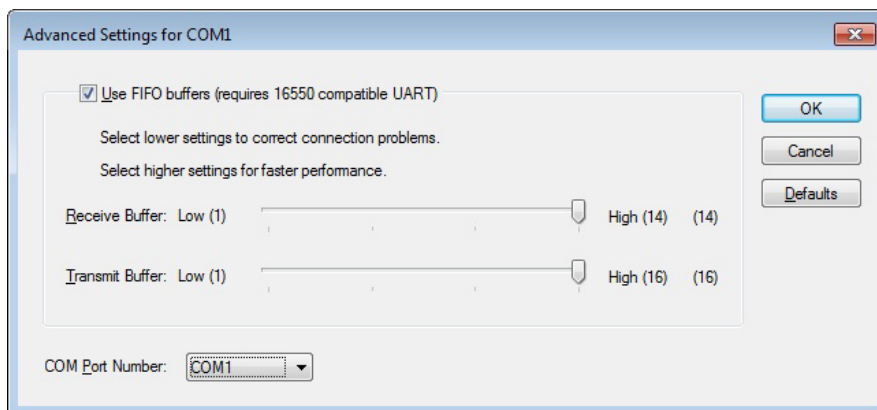 Advanced Settings for COM1
Use FIFO buffers (requires 16550 compatible UART)
OK
Select lower settings to correct connection problems.
Cancel
Select higher settings for faster performance.
Defaults
Receive Buffer: Low (1) High (14) (14)
Transmit Buffer: Low (1) High (16) (16)
COM Port Number: COM1